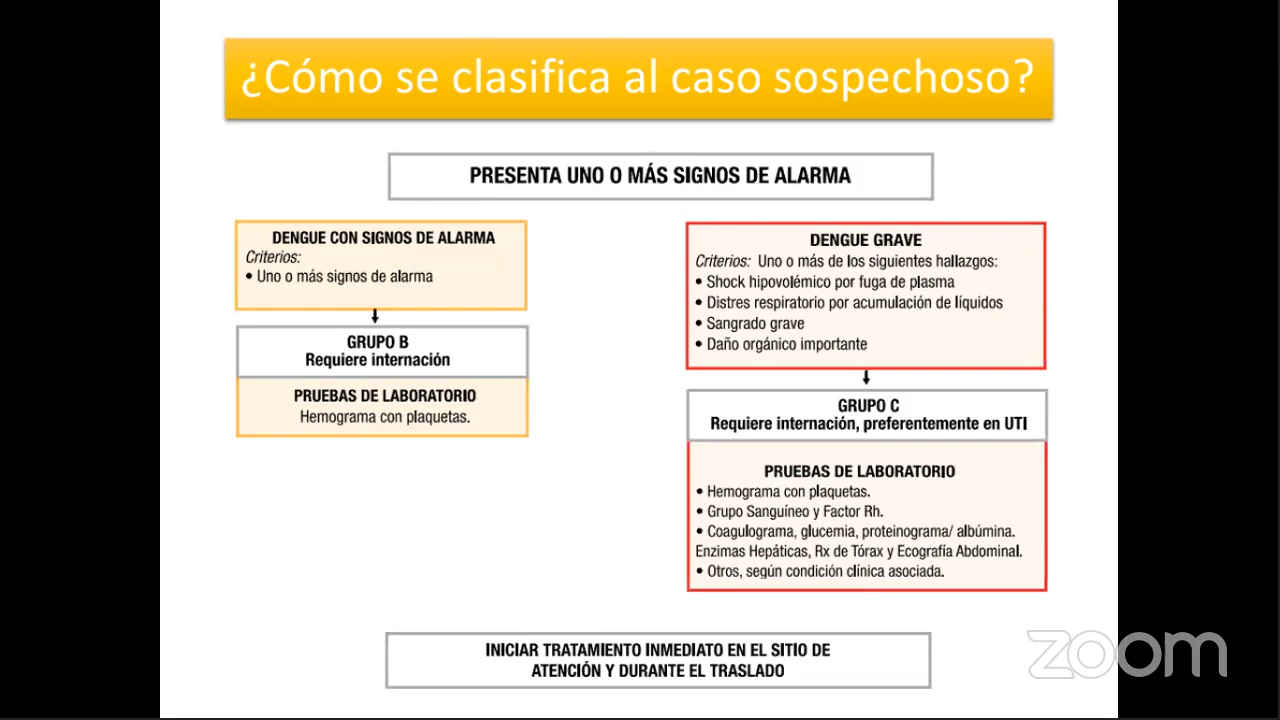 ¿Cómo se clasifica al caso sospechoso?
PRESENTA UNO O MÁS SIGNOS DE ALARMA
DENGUE CON SIGNOS DE ALARMA
Criterios:
• Uno o más signos de alarma
GRUPO B
Requiere internación
PRUEBAS DE LABORATORIO
Hemograma con plaquetas.
DENGUE GRAVE
Criterios: Uno o más de los siguientes hallazgos:
• Shock hipovolémico por fuga de plasma
• Distres respiratorio por acumulación de líquidos
• Sangrado grave
• Daño orgánico importante
GRUPO C
Requiere internación, preferentemente en UTI
PRUEBAS DE LABORATORIO
• Hemograma con plaquetas.
• Grupo Sanguíneo y Factor Rh.
• Coagulograma, glucemia, proteinograma/ albúmina.
Enzimas Hepáticas, Rx de Tórax y Ecografía Abdominal.
• Otros, según condición clínica asociada.
INICIAR TRATAMIENTO INMEDIATO EN EL SITIO DE
ATENCIÓN Y DURANTE EL TRASLADO
zoom